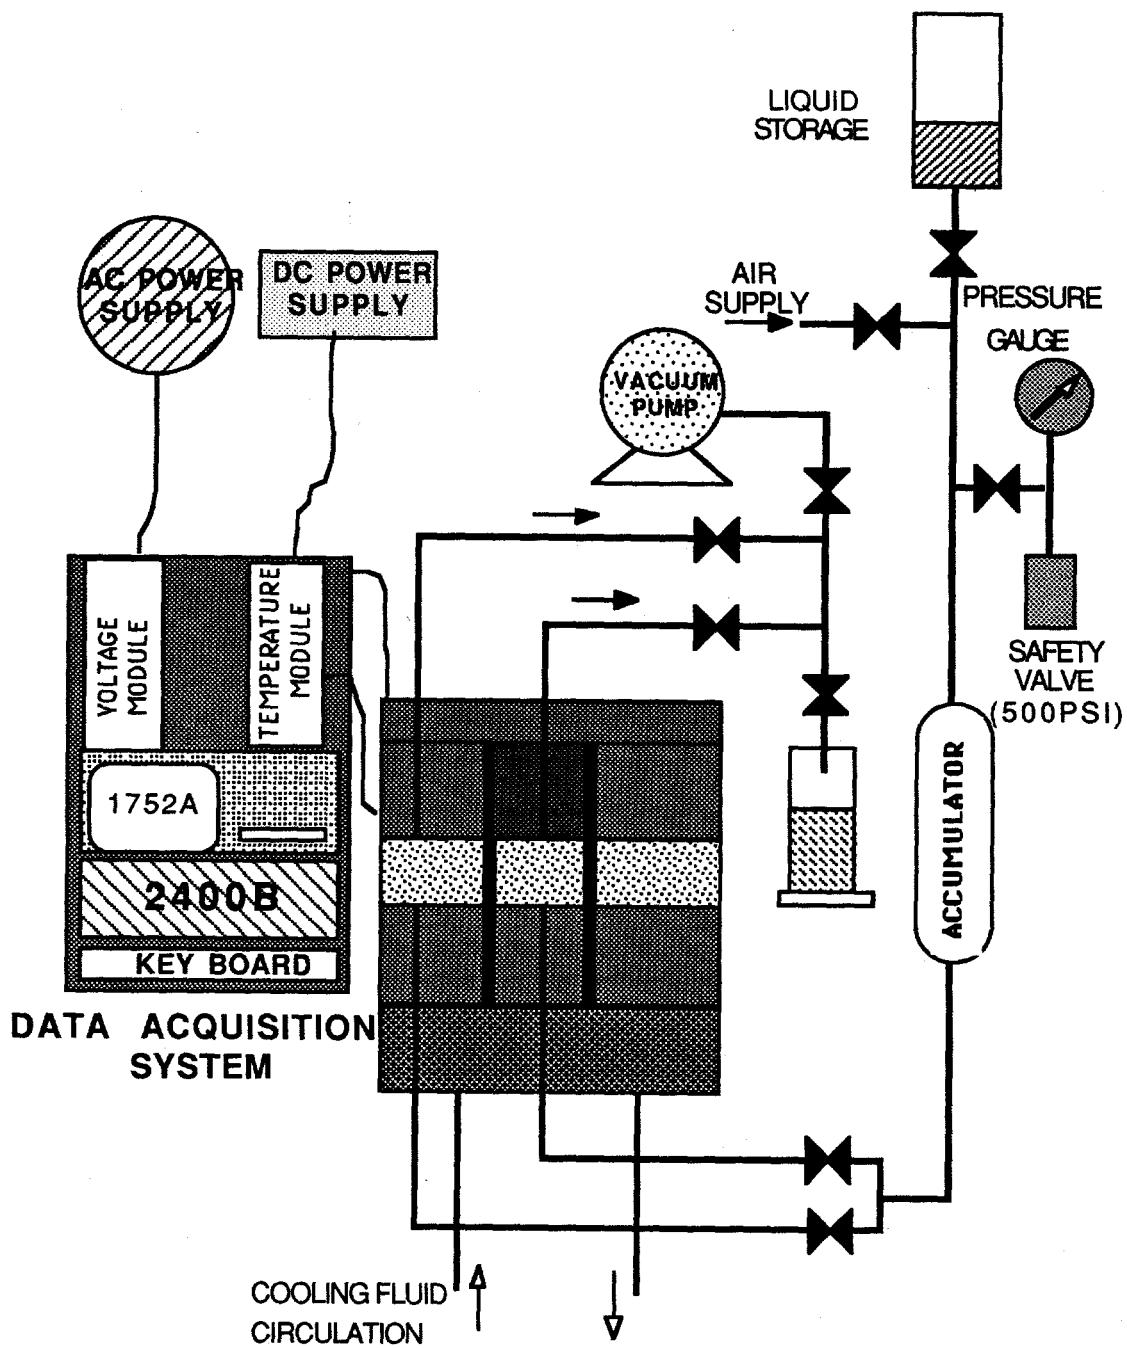 LIQUID
STORAGE
AC POWER
SUPPLY
DC POWER
SUPPLY
AIR
SUPPLY
PRESSURE
GAUGE
VACUUM
PUMP
VOLTAGE
MODULE
TEMPERATURE
MODULE
SAFETY
VALVE
(500PSI)
1752A
ACCUMULATOR
2400B
KEY BOARD
DATA ACQUISITION
SYSTEM
COOLING FLUID
CIRCULATION